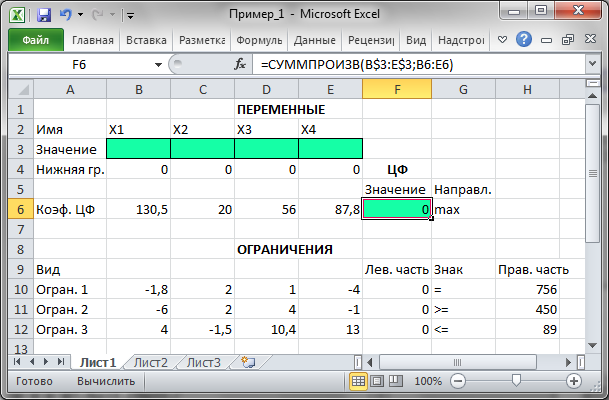 Пример_1 - Microsoft Excel
Файл Главная Вставка Разметка Формуль Данные Рецензир Вид Надстрої
F6 fx =СУММПРОИЗВ(B$3:E$3;B6:E6)
A B C D E F G H
1 ПЕРЕМЕННЫЕ
2 Имя X1 X2 X3 X4
3 Значение
4 Нижняя гр. 0 0 0 0 ЦФ
5 Значение Направл.
6 Коэф. ЦФ 130,5 20 56 87,8 0 max
7
8 ОГРАНИЧЕНИЯ
9 Вид Лев. часть Знак Прав. часть
10 Огран. 1 -1,8 2 1 -4 0 = 756
11 Огран. 2 -6 2 4 -1 0 >= 450
12 Огран. 3 4 -1,5 10,4 13 0 <= 89
13
Лист1 Лист2 Лист3
Готово Вычислить 100%